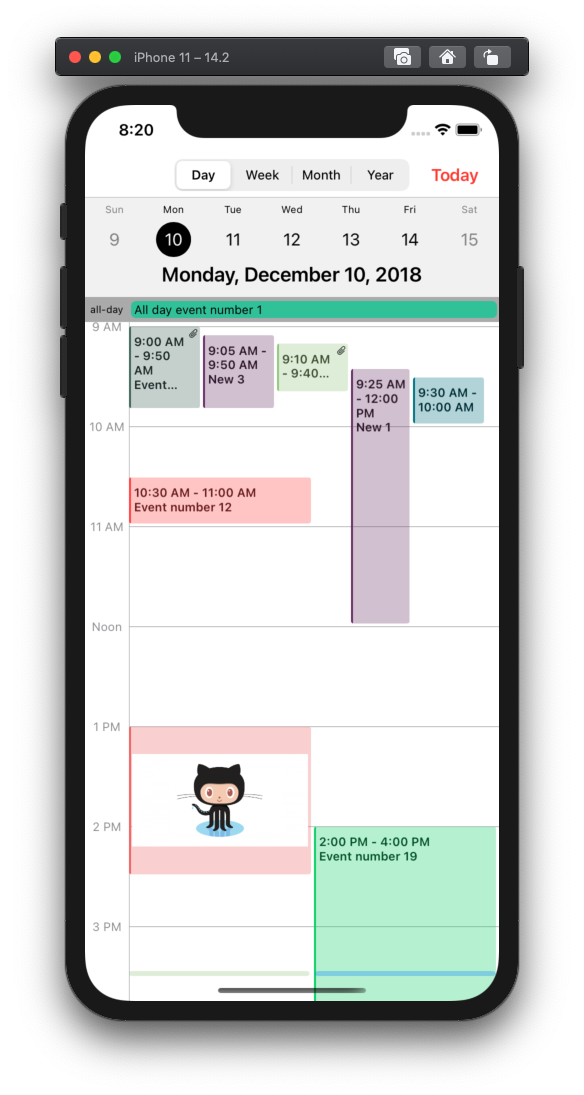 iPhone 11 – 14.2
8:20
Day Week Month Year Today
Sun Mon Tue Wed Thu Fri Sat
9 10 11 12 13 14 15
Monday, December 10, 2018
all-day All day event number 1
9 AM
9:00 AM
- 9:50
AM
Event...
9:05 AM -
9:50 AM
New 3
9:10 AM
- 9:40...
9:25 AM
- 12:00
PM
New 1
9:30 AM -
10:00 AM
10 AM
10:30 AM - 11:00 AM
Event number 12
11 AM
Noon
1 PM
2 PM
2:00 PM - 4:00 PM
Event number 19
3 PM